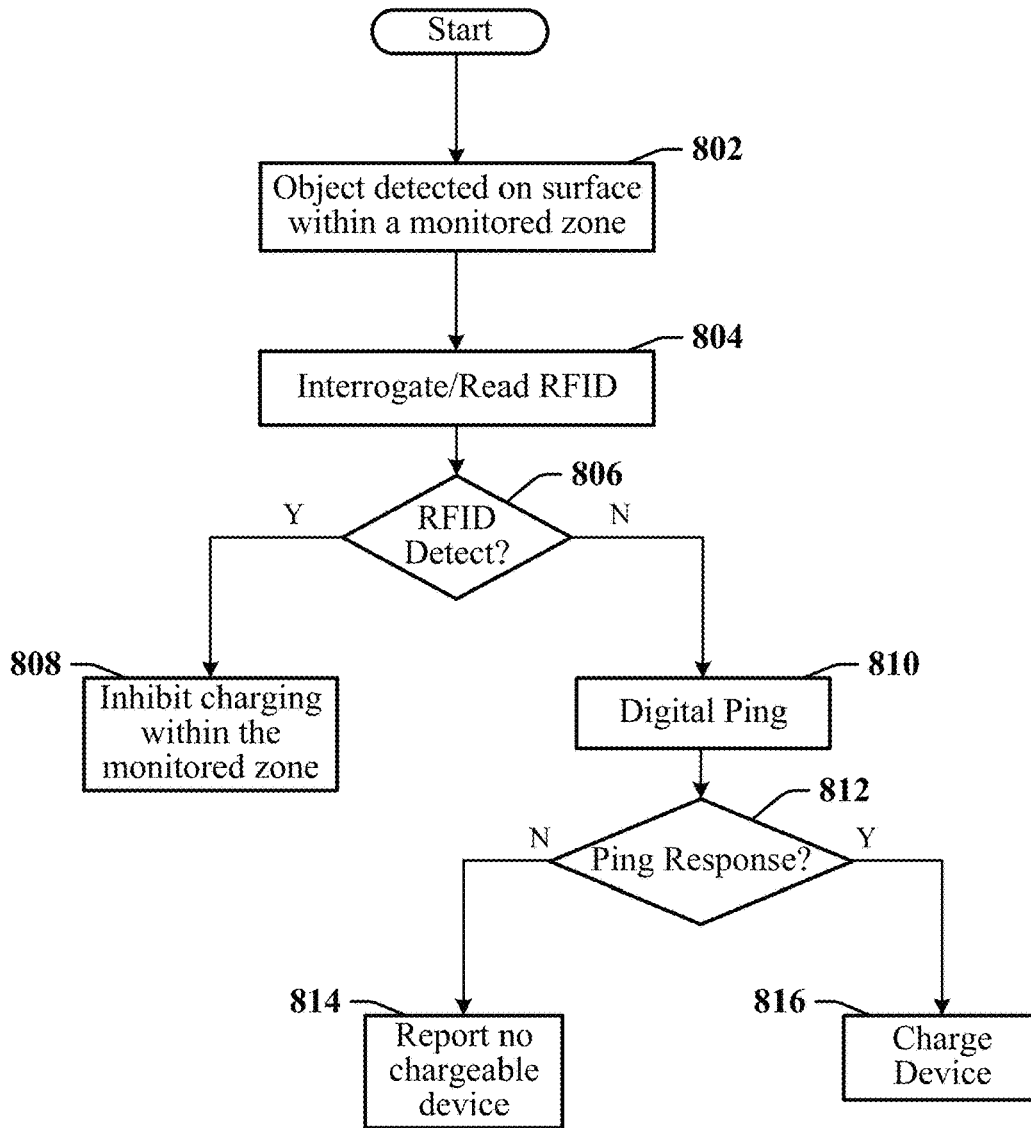 Start
802
Object detected on surface
within a monitored zone
804
Interrogate/Read RFID
806
Y
RFID
Detect?
N
808
Inhibit charging
within the
monitored zone
810
Digital Ping
812
N
Ping Response?
Y
814
Report no
chargeable
device
816
Charge
Device